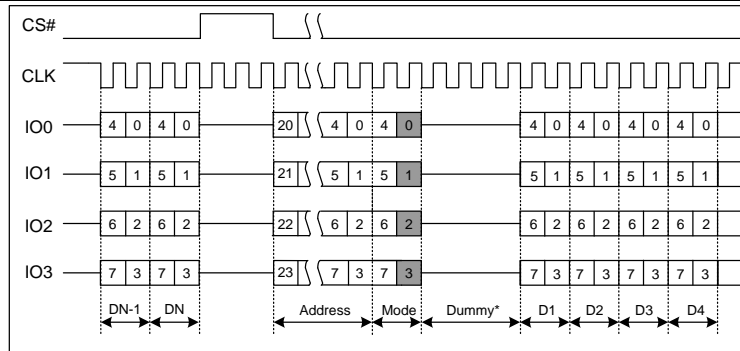 CS#
CLK
IO0 4 0 4 0 20 4 0 4 0 4 0 4 0 4 0 4 0
IO1 5 1 5 1 21 5 1 5 1 5 1 5 1 5 1 5 1
IO2 6 2 6 2 22 6 2 6 2 6 2 6 2 6 2 6 2
IO3 7 3 7 3 23 7 3 7 3 7 3 7 3 7 3 7 3
DN-1 DN Address Mode Dummy* D1 D2 D3 D4